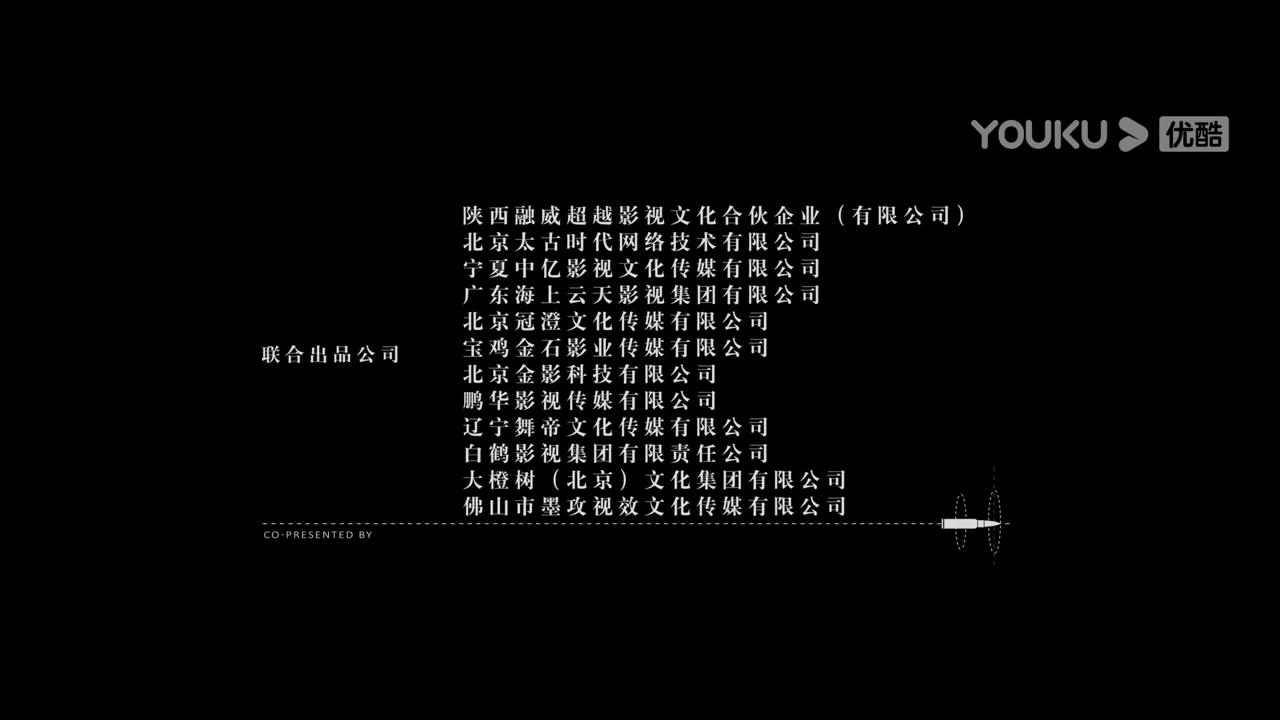 YOUKU 优酷
陕西融威超越影视文化合伙企业（有限公司）
北京太古时代网络技术有限公司
宁夏中亿影视文化传媒有限公司
广东海上云天影视集团有限公司
北京冠澄文化传媒有限公司
宝鸡金石影业传媒有限公司
联合出品公司
北京金影科技有限公司
鹏华影视传媒有限公司
辽宁舞帝文化传媒有限公司
白鹤影视集团有限责任公司
大橙树（北京）文化集团有限公司
佛山市墨攻视效文化传媒有限公司
CO-PRESENTED BY